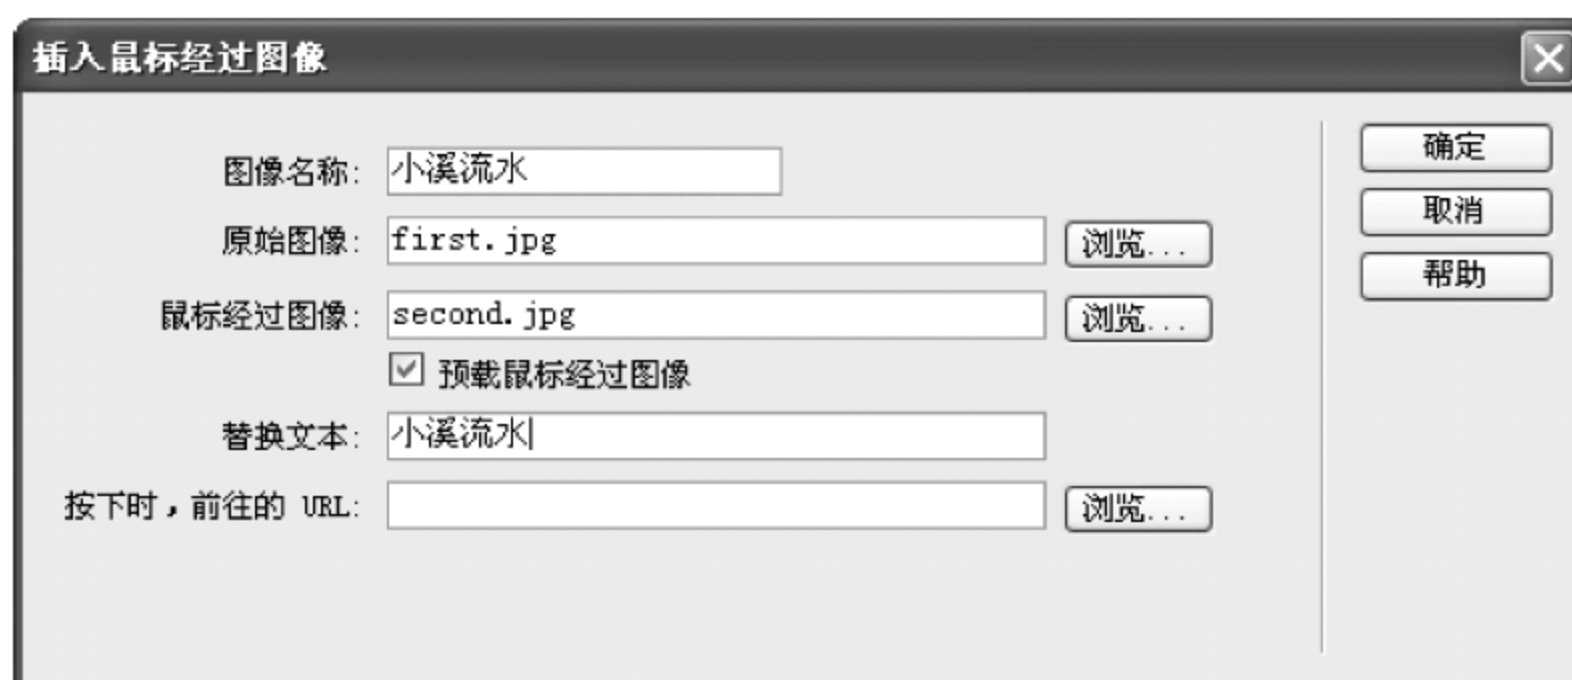 插入鼠标经过图像
图像名称: 小溪流水
确定
原始图像: first.jpg 浏览...
取消
鼠标经过图像: second.jpg 浏览...
帮助
预载鼠标经过图像
替换文本: 小溪流水
按下时，前往的 URL: 浏览...